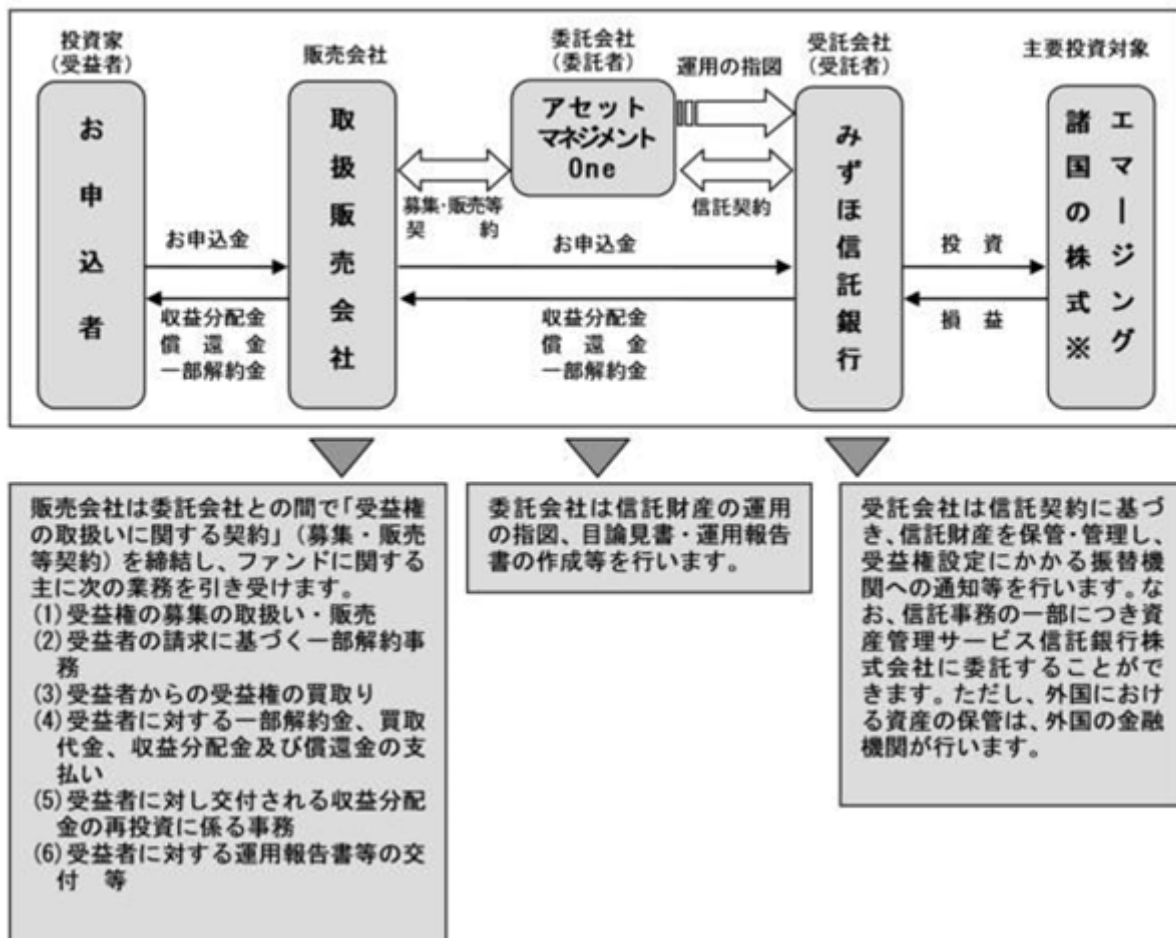 投資家
(受益者)
お申込者
販売会社
取扱販売会社
委託会社
(委託者)
アセット
マネジメント
One
運用の指図
受託会社
(受託者)
みずほ信託銀行
主要投資対象
エマージング
諸国の株式※
募集・販売等
契　約
信託契約
お申込金
収益分配金
償　還　金
一部解約金
お申込金
収益分配金
償　還　金
一部解約金
投　資
損　益
販売会社は委託会社との間で「受益権
の取扱いに関する契約」(募集・販売
等契約)を締結し、ファンドに関する
主に次の業務を引き受けます。
(1)受益権の募集の取扱い・販売
(2)受益者の請求に基づく一部解約事
務
(3)受益者からの受益権の買取り
(4)受益者に対する一部解約金、買取
代金、収益分配金及び償還金の支
払い
(5)受益者に対し交付される収益分配
金の再投資に係る事務
(6)受益者に対する運用報告書等の交
付　等
委託会社は信託財産の運用
の指図、目論見書・運用報告
書の作成等を行います。
受託会社は信託契約に基づ
き、信託財産を保管・管理し、
受益権設定にかかる振替機
関への通知等を行います。な
お、信託事務の一部につき資
産管理サービス信託銀行株
式会社に委託することがで
きます。ただし、外国におけ
る資産の保管は、外国の金融
機関が行います。